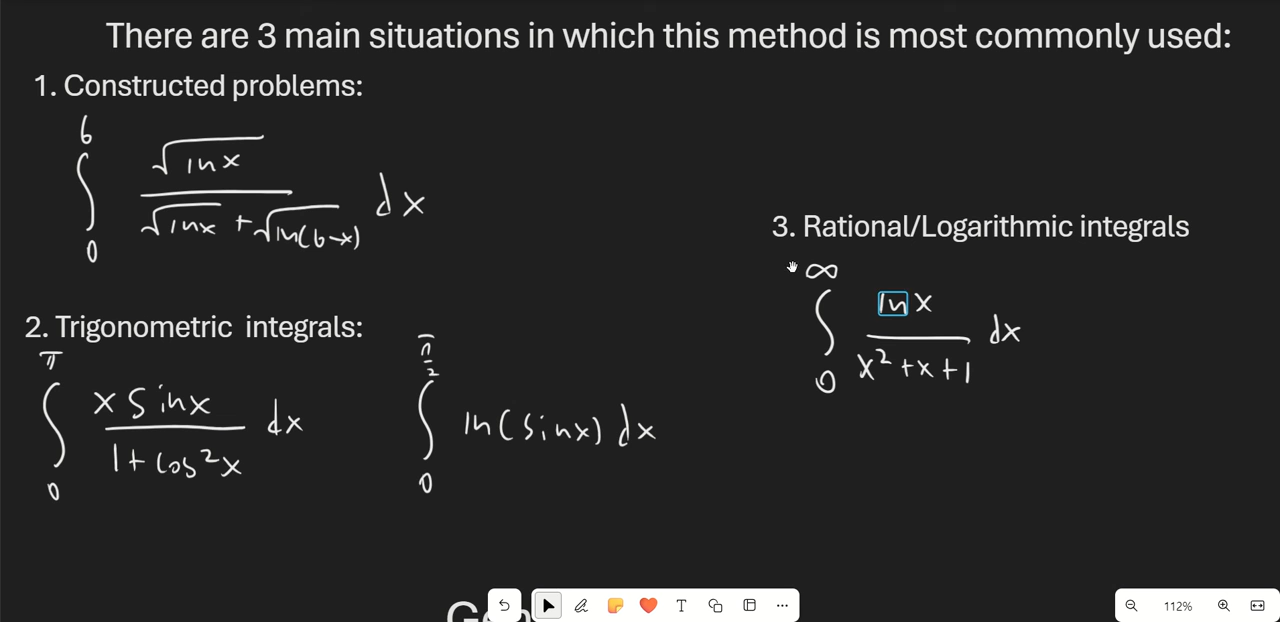 There are 3 main situations in which this method is most commonly used:
1. Constructed problems:
∫₀⁶ √(ln x) / (√(ln x) + √(ln(6-x))) dx
2. Trigonometric integrals:
∫₀^π x sinx / (1 + cos²x) dx
∫₀^(π/2) ln(sinx) dx
3. Rational/Logarithmic integrals
∫₀^∞ ln x / (x² + x + 1) dx
T
112%